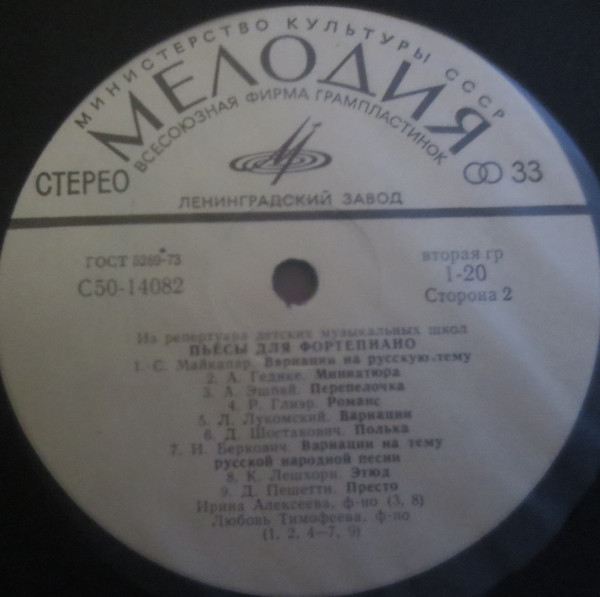 МИНИСТЕРСТВО КУЛЬТУРЫ СССР
МЕЛОДИЯ
ВСЕСОЮЗНАЯ ФИРМА ГРАМПЛАСТИНОК
СТЕРЕО
33
ЛЕНИНГРАДСКИЙ ЗАВОД
ГОСТ 5289-73
С50-14082
вторая гр
1-20
Сторона 2
Из репертуара детских музыкальных школ
ПЬЕСЫ ДЛЯ ФОРТЕПИАНО
1. С. Майкапар. Вариации на русскую тему
2. А. Гедике. Миниатюра
3. А. Эшпай. Перепелочка
4. Р. Глиэр. Романс
5. Л. Лукомский. Вариации
6. Д. Шостакович. Полька
7. И. Беркович. Вариации на тему
русской народной песни
8. К. Лешхорн. Этюд
9. Д. Пешетти. Престо
Ирина Алексеева, ф-но (3, 8)
Любовь Тимофеева, ф-но
(1, 2, 4—7, 9)